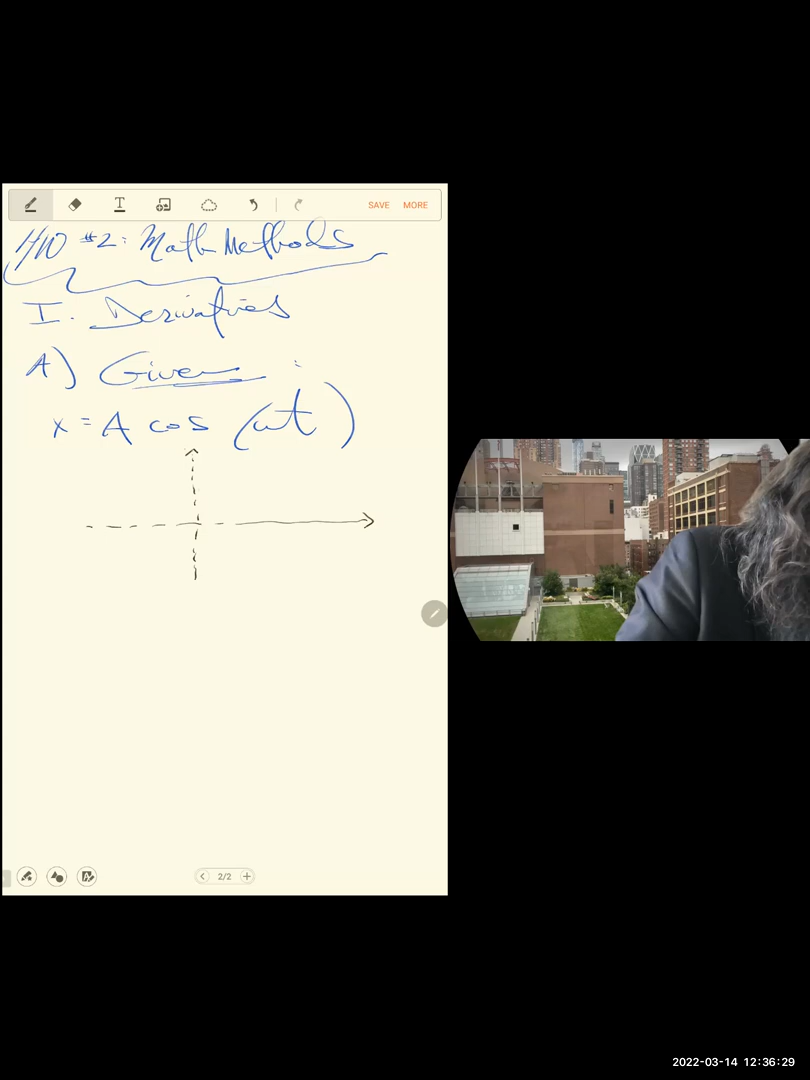 T
SAVE MORE
HW #2: Math Methods
I. Derivatives
A) Given :
x = A cos (ωt)
2/2
2022-03-14 12:36:29